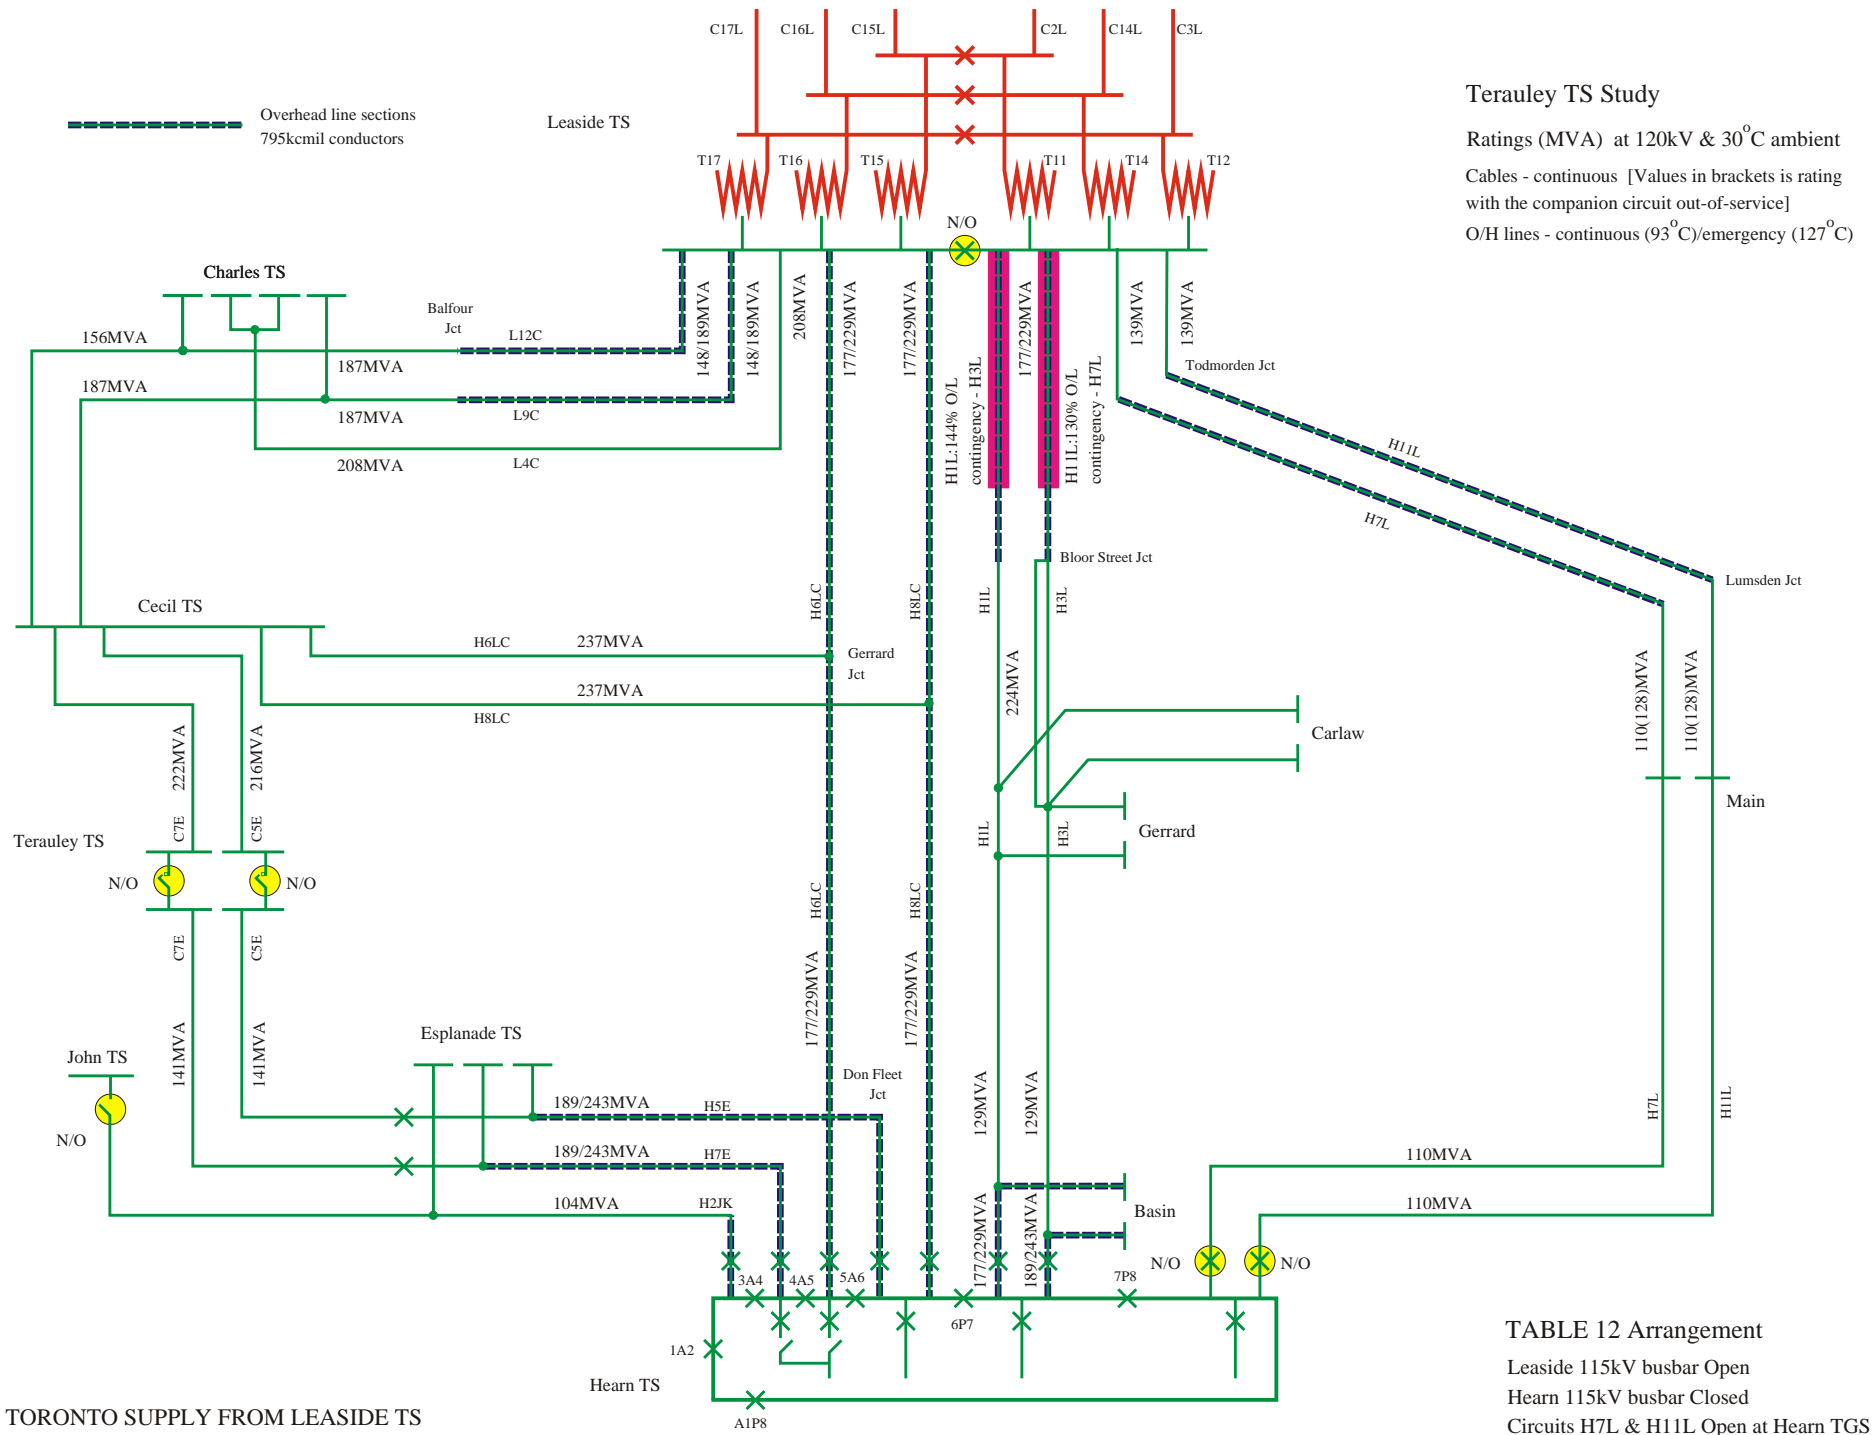 C17L
C16L
C15L
C2L
C14L
C3L
Overhead line sections
795kcmil conductors
Leaside TS
Terauley TS Study
Ratings (MVA) at 120kV & 30°C ambient
Cables - continuous [Values in brackets is rating
with the companion circuit out-of-service]
O/H lines - continuous (93°C)/emergency (127°C)
T17
T16
T15
T11
T14
T12
N/O
Charles TS
Balfour
Jct
L12C
156MVA
187MVA
187MVA
187MVA
L9C
208MVA
L4C
148/189MVA
148/189MVA
208MVA
177/229MVA
177/229MVA
H1L:144% O/L
contingency - H3L
177/229MVA
H11L:130% O/L
contingency - H7L
139MVA
139MVA
Todmorden Jct
H11L
H7L
Bloor Street Jct
Lumsden Jct
Cecil TS
H6LC
H8LC
H1L
H3L
H6LC
237MVA
Gerrard
Jct
237MVA
H8LC
224MVA
110(128)MVA
110(128)MVA
Carlaw
222MVA
216MVA
Main
C7E
C5E
H1L
H3L
Gerrard
Terauley TS
N/O
N/O
H6LC
H8LC
C7E
C5E
177/229MVA
177/229MVA
141MVA
141MVA
Esplanade TS
John TS
Don Fleet
Jct
129MVA
129MVA
189/243MVA
H5E
H7L
H11L
N/O
189/243MVA
H7E
110MVA
104MVA
H2JK
177/229MVA
189/243MVA
Basin
110MVA
N/O
N/O
3A4
4A5
5A6
7P8
6P7
1A2
Hearn TS
A1P8
TABLE 12 Arrangement
Leaside 115kV busbar Open
Hearn 115kV busbar Closed
Circuits H7L & H11L Open at Hearn TGS
TORONTO SUPPLY FROM LEASIDE TS